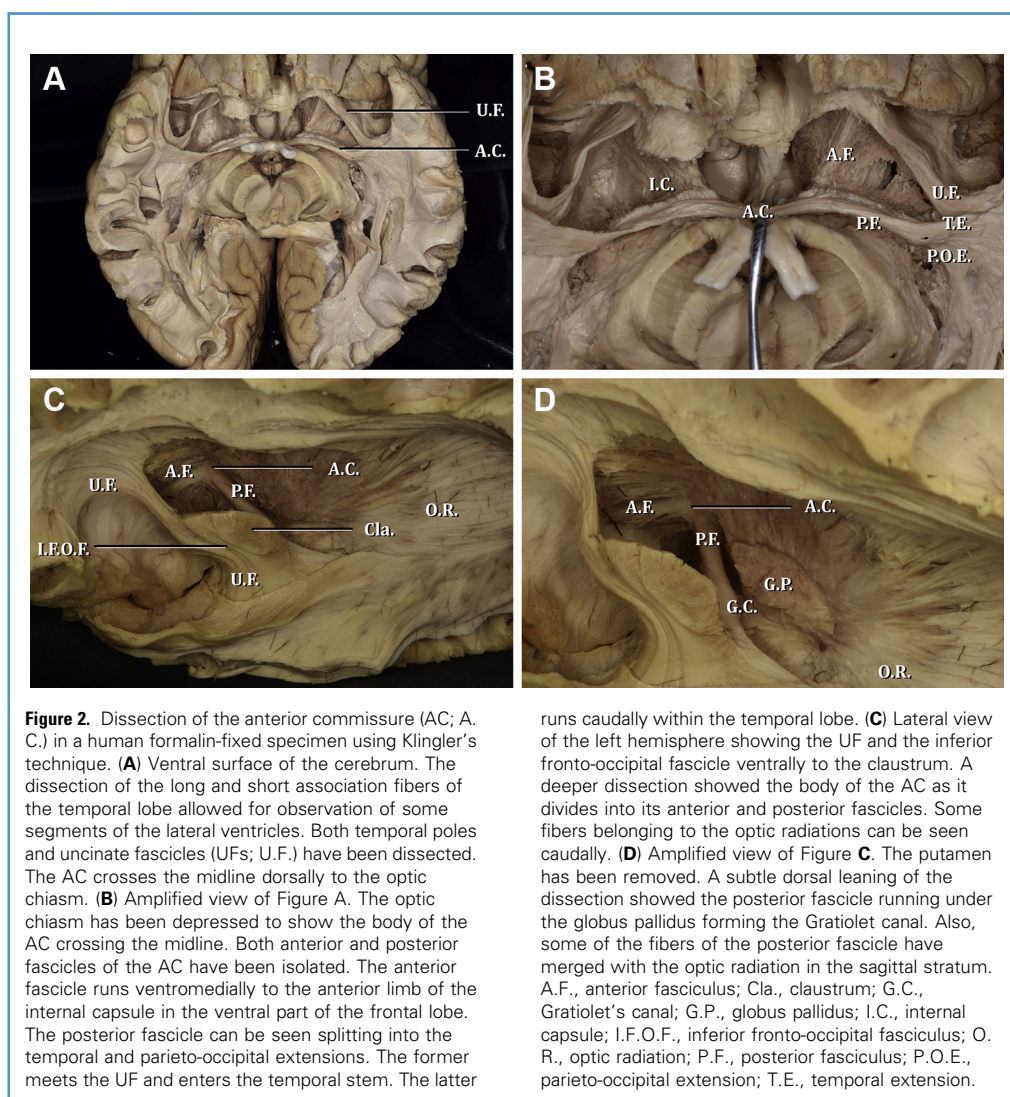 A
U.F.
A.C.
B
A.F.
I.C.
U.F.
A.C.
P.F.
T.E.
P.O.E.
C
A.F.
A.C.
U.F.
P.F.
O.R.
Cla.
I.F.O.F.
U.F.
D
A.F.
A.C.
P.F.
G.P.
G.C.
O.R.
Figure 2. Dissection of the anterior commissure (AC; A.
C.) in a human formalin-fixed specimen using Klingler's
technique. (A) Ventral surface of the cerebrum. The
dissection of the long and short association fibers of
the temporal lobe allowed for observation of some
segments of the lateral ventricles. Both temporal poles
and uncinate fascicles (UFs; U.F.) have been dissected.
The AC crosses the midline dorsally to the optic
chiasm. (B) Amplified view of Figure A. The optic
chiasm has been depressed to show the body of the
AC crossing the midline. Both anterior and posterior
fascicles of the AC have been isolated. The anterior
fascicle runs ventromedially to the anterior limb of the
internal capsule in the ventral part of the frontal lobe.
The posterior fascicle can be seen splitting into the
temporal and parieto-occipital extensions. The former
meets the UF and enters the temporal stem. The latter
runs caudally within the temporal lobe. (C) Lateral view
of the left hemisphere showing the UF and the inferior
fronto-occipital fascicle ventrally to the claustrum. A
deeper dissection showed the body of the AC as it
divides into its anterior and posterior fascicles. Some
fibers belonging to the optic radiations can be seen
caudally. (D) Amplified view of Figure C. The putamen
has been removed. A subtle dorsal leaning of the
dissection showed the posterior fascicle running under
the globus pallidus forming the Gratiolet canal. Also,
some of the fibers of the posterior fascicle have
merged with the optic radiation in the sagittal stratum.
A.F., anterior fasciculus; Cla., claustrum; G.C.,
Gratiolet's canal; G.P., globus pallidus; I.C., internal
capsule; I.F.O.F., inferior fronto-occipital fasciculus; O.
R., optic radiation; P.F., posterior fasciculus; P.O.E.,
parieto-occipital extension; T.E., temporal extension.